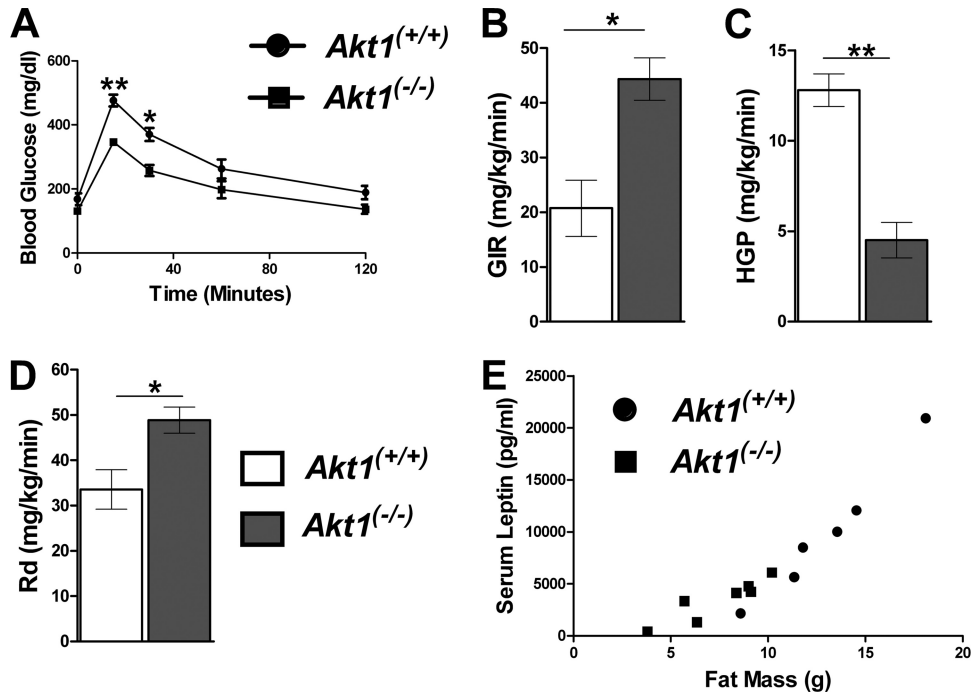 A
Akt1(+/+)
Akt1(-/-)
Blood Glucose (mg/dl)
600
400
200
0
**
*
0
40
80
120
Time (Minutes)
B
*
GIR (mg/kg/min)
50
40
30
20
10
0
C
**
HGP (mg/kg/min)
15
10
5
0
D
*
Rd (mg/kg/min)
60
50
40
30
20
10
0
Akt1(+/+)
Akt1(-/-)
E
Akt1(+/+)
Akt1(-/-)
Serum Leptin (pg/ml)
25000
20000
15000
10000
5000
0
0
5
10
15
20
Fat Mass (g)